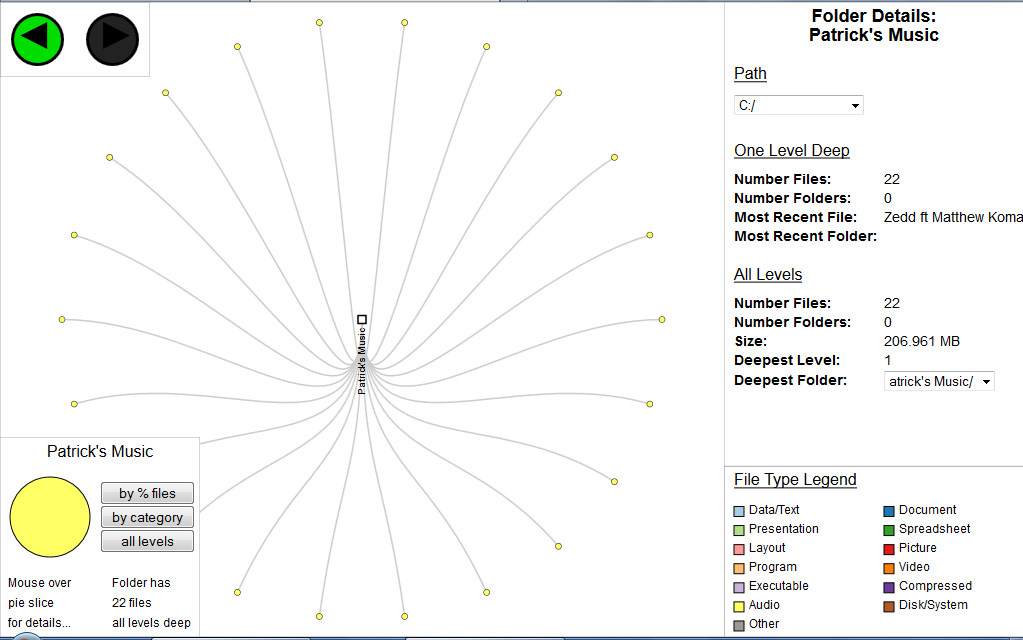 Folder Details:
Patrick's Music
Path
C:/
One Level Deep
Number Files: 22
Number Folders: 0
Most Recent File: Zedd ft Matthew Koma
Most Recent Folder:
All Levels
Number Files: 22
Number Folders: 0
Size: 206.961 MB
Deepest Level: 1
Deepest Folder: atrick's Music/
Patrick's Music
Patrick's Music
by % files
by category
all levels
Mouse over
pie slice
for details...
Folder has
22 files
all levels deep
File Type Legend
Data/Text
Presentation
Layout
Program
Executable
Audio
Other
Document
Spreadsheet
Picture
Video
Compressed
Disk/System